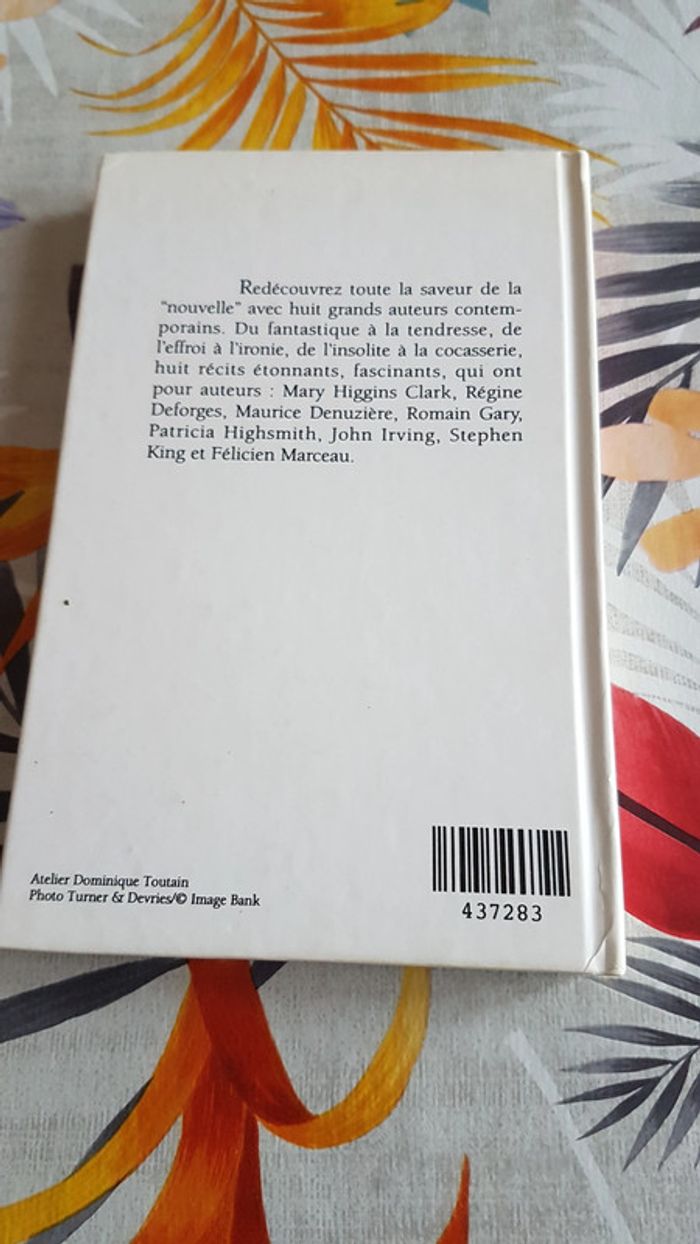 Redécouvrez toute la saveur de la
"nouvelle" avec huit grands auteurs contem-
porains. Du fantastique à la tendresse, de
l'effroi à l'ironie, de l'insolite à la cocasserie,
huit récits étonnants, fascinants, qui ont
pour auteurs : Mary Higgins Clark, Régine
Deforges, Maurice Denuzière, Romain Gary,
Patricia Highsmith, John Irving, Stephen
King et Félicien Marceau.
Atelier Dominique Toutain
Photo Turner & Devries/© Image Bank
437283